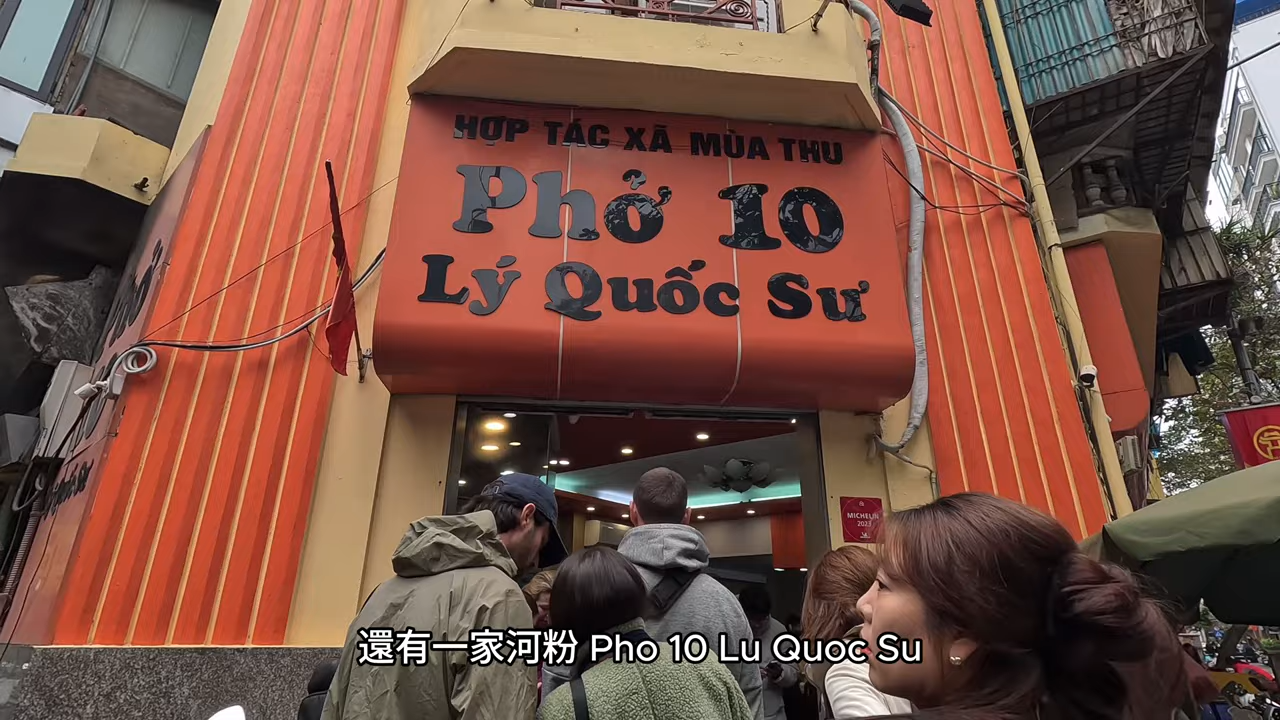 HỢP TÁC XÃ MÙA THU
Phở 10
Lý Quốc Sư
MICHELIN
2023
還有一家河粉 Pho 10 Lu Quoc Su